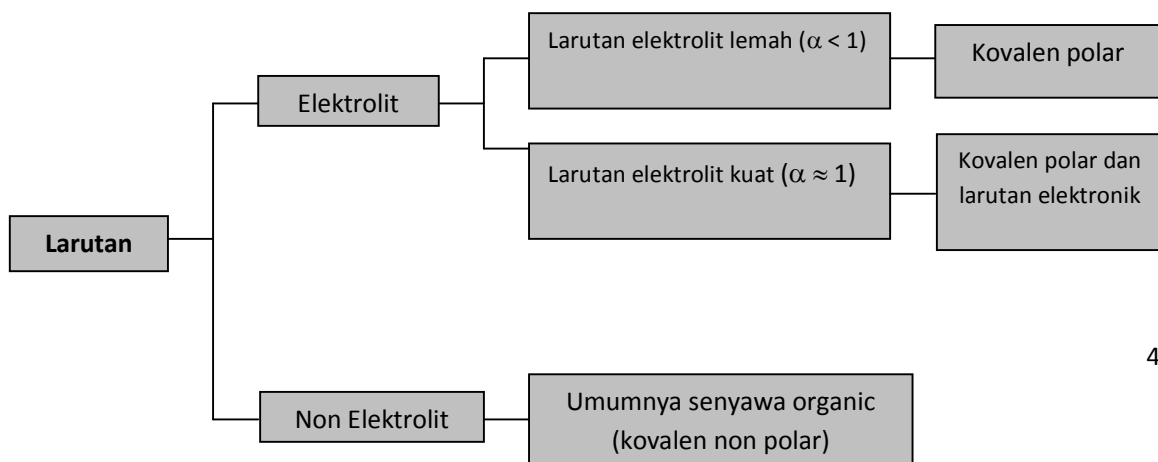 Larutan elektrolit lemah (α < 1)
Kovalen polar
Elektrolit
Larutan elektrolit kuat (α ≈ 1)
Kovalen polar dan
larutan elektronik
Larutan
4
Non Elektrolit
Umumnya senyawa organic
(kovalen non polar)